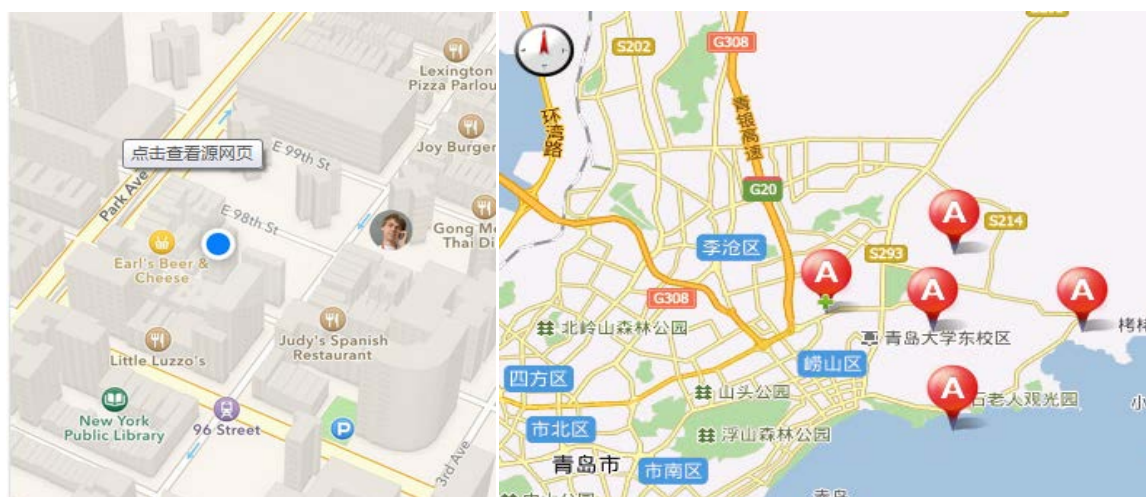 Lexington
Pizza Parlou
Joy Burger
点击查看源网页
E 99th St
Park Ave
E 98th St
Gong Me
Thai Di
Earl's Beer &
Cheese
Judy's Spanish
Restaurant
Little Luzzo's
New York
Public Library
96 Street
P
3rd Ave
S202
G308
环湾路
青银高速
G20
A
S214
李沧区
S293
A
A
A
G308
北岭山森林公园
青岛大学东校区
崂山区
四方区
山头公园
A
石老人观光园
小
市北区
浮山森林公园
青岛市
市南区